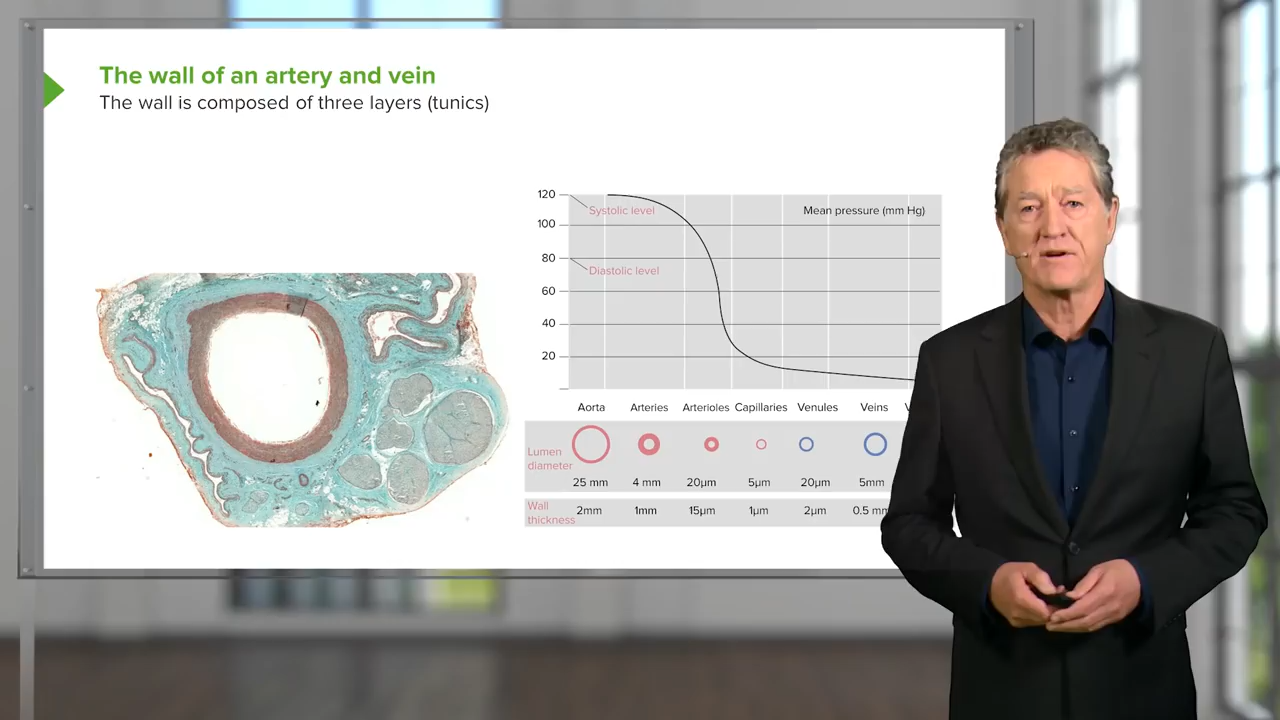 The wall of an artery and vein
The wall is composed of three layers (tunics)
120
Systolic level
Mean pressure (mm Hg)
100
80
Diastolic level
60
40
20
Aorta Arteries Arterioles Capillaries Venules Veins
Lumen
diameter
25 mm 4 mm 20µm 5µm 20µm 5mm
Wall
thickness
2mm 1mm 15µm 1µm 2µm 0.5 mm